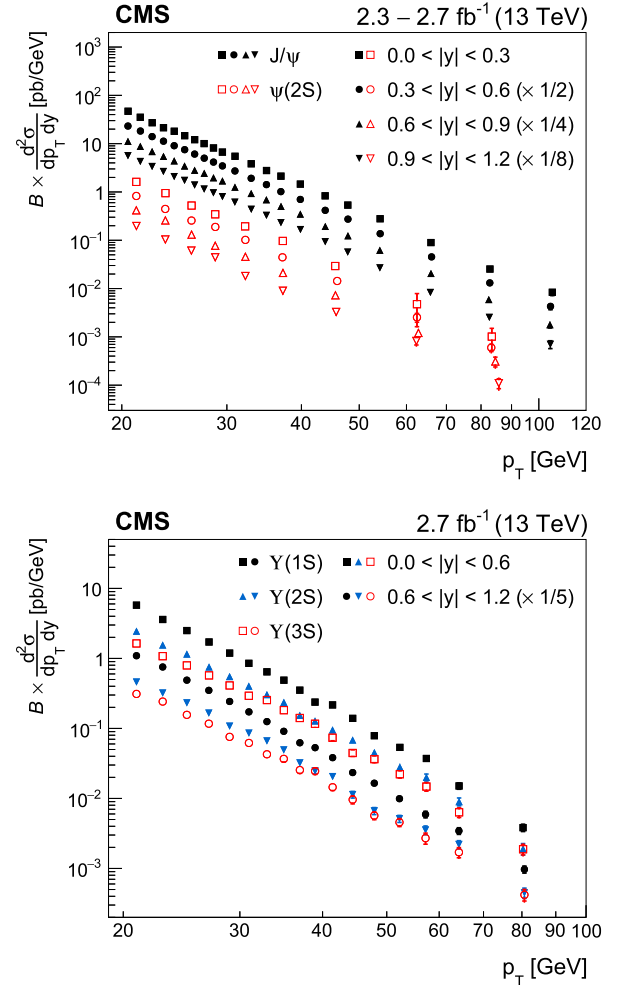 CMS 2.3 – 2.7 fb⁻¹ (13 TeV)
B × d²σ/dp_T dy [pb/GeV]
J/ψ 0.0 < |y| < 0.3
ψ(2S) 0.3 < |y| < 0.6 (× 1/2)
0.6 < |y| < 0.9 (× 1/4)
0.9 < |y| < 1.2 (× 1/8)
10³
10²
10
1
10⁻¹
10⁻²
10⁻³
10⁻⁴
20 30 40 50 60 70 80 90 100 120
p_T [GeV]
CMS 2.7 fb⁻¹ (13 TeV)
B × d²σ/dp_T dy [pb/GeV]
ϒ(1S) 0.0 < |y| < 0.6
ϒ(2S) 0.6 < |y| < 1.2 (× 1/5)
ϒ(3S)
10
1
10⁻¹
10⁻²
10⁻³
20 30 40 50 60 70 80 90 100
p_T [GeV]